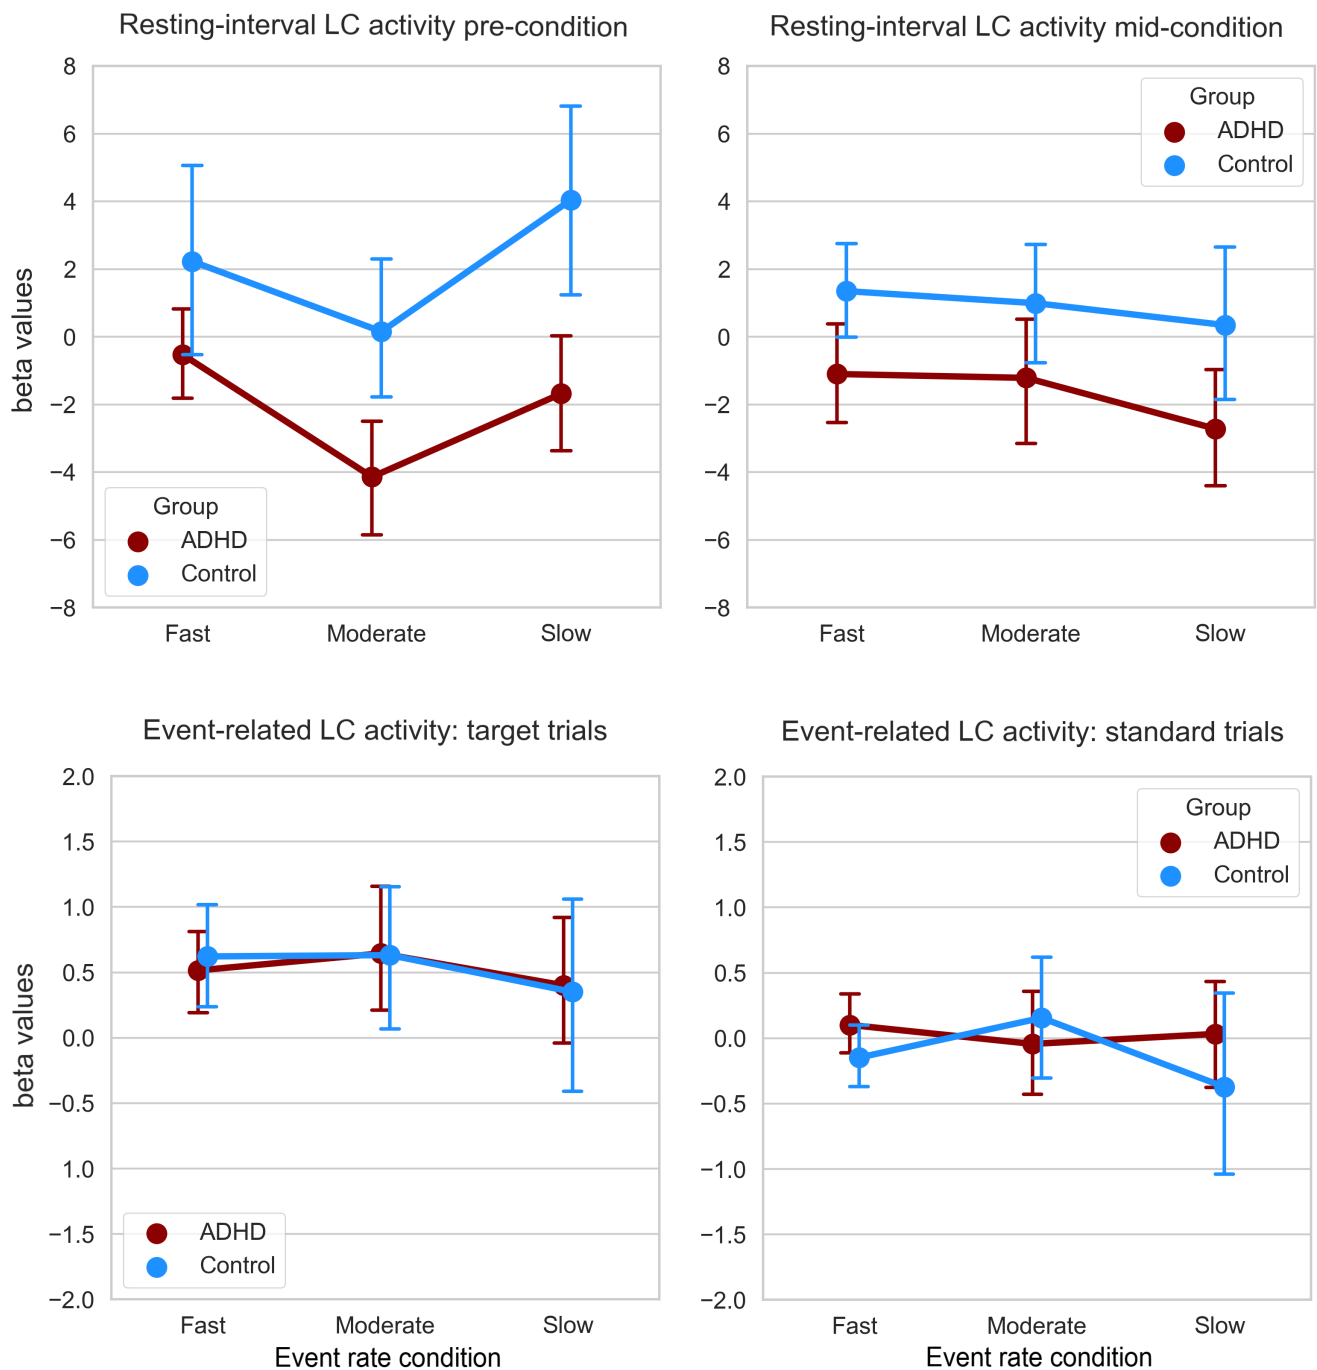 Resting-interval LC activity pre-condition
8
6
4
2
0
−2
−4
−6
−8
beta values
Group
ADHD
Control
Fast
Moderate
Slow
Resting-interval LC activity mid-condition
8
6
4
2
0
−2
−4
−6
−8
Group
ADHD
Control
Fast
Moderate
Slow
Event-related LC activity: target trials
2.0
1.5
1.0
0.5
0.0
−0.5
1.0
−1.5
−2.0
beta values
ADHD
Control
Fast
Moderate
Slow
Event rate condition
Event-related LC activity: standard trials
2.0
1.5
1.0
0.5
0.0
−0.5
−1.0
−1.5
−2.0
Group
ADHD
Control
Fast
Moderate
Slow
Event rate condition